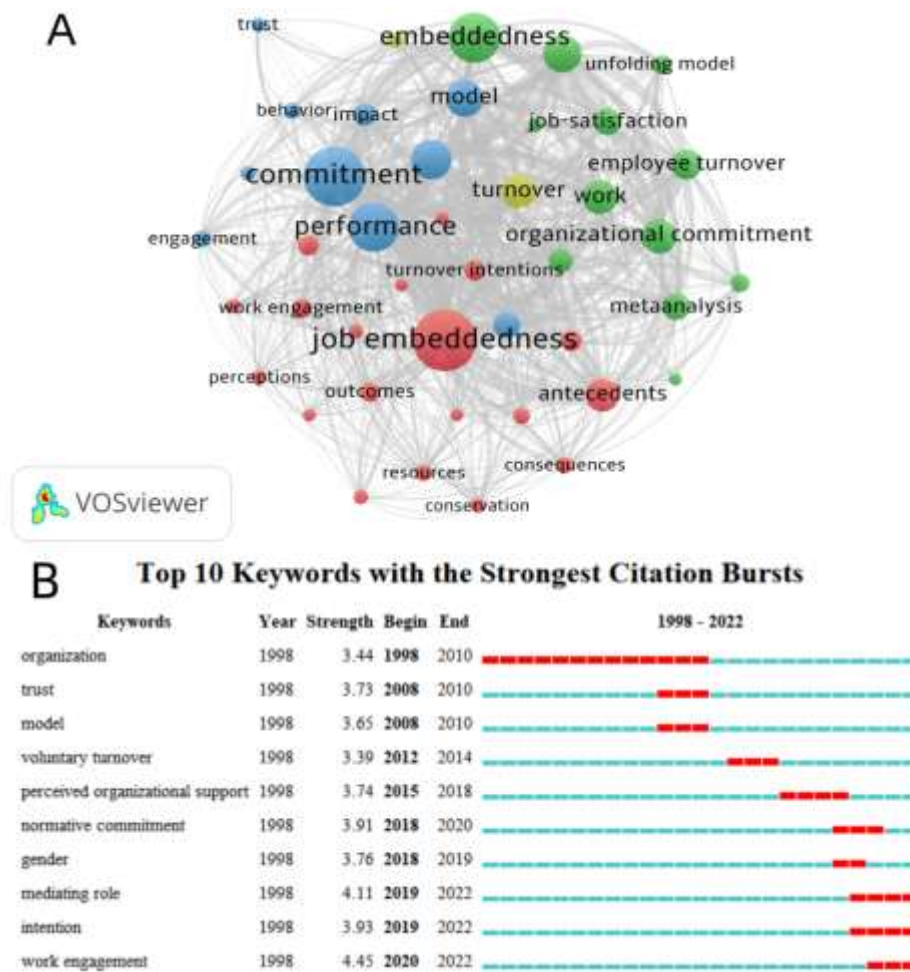 A
trust
embeddedness
unfolding model
model
behavior
impact
job-satisfaction
commitment
employee turnover
turnover
work
performance
organizational commitment
engagement
turnover intentions
work engagement
metaanalysis
job embeddedness
perceptions
outcomes
antecedents
resources
consequences
conservation
VOSviewer
B
Top 10 Keywords with the Strongest Citation Bursts
Keywords Year Strength Begin End 1998 - 2022
organization 1998 3.44 1998 2010
trust 1998 3.73 2008 2010
model 1998 3.65 2008 2010
voluntary turnover 1998 3.39 2012 2014
perceived organizational support 1998 3.74 2015 2018
normative commitment 1998 3.91 2018 2020
gender 1998 3.76 2018 2019
mediating role 1998 4.11 2019 2022
intention 1998 3.93 2019 2022
work engagement 1998 4.45 2020 2022